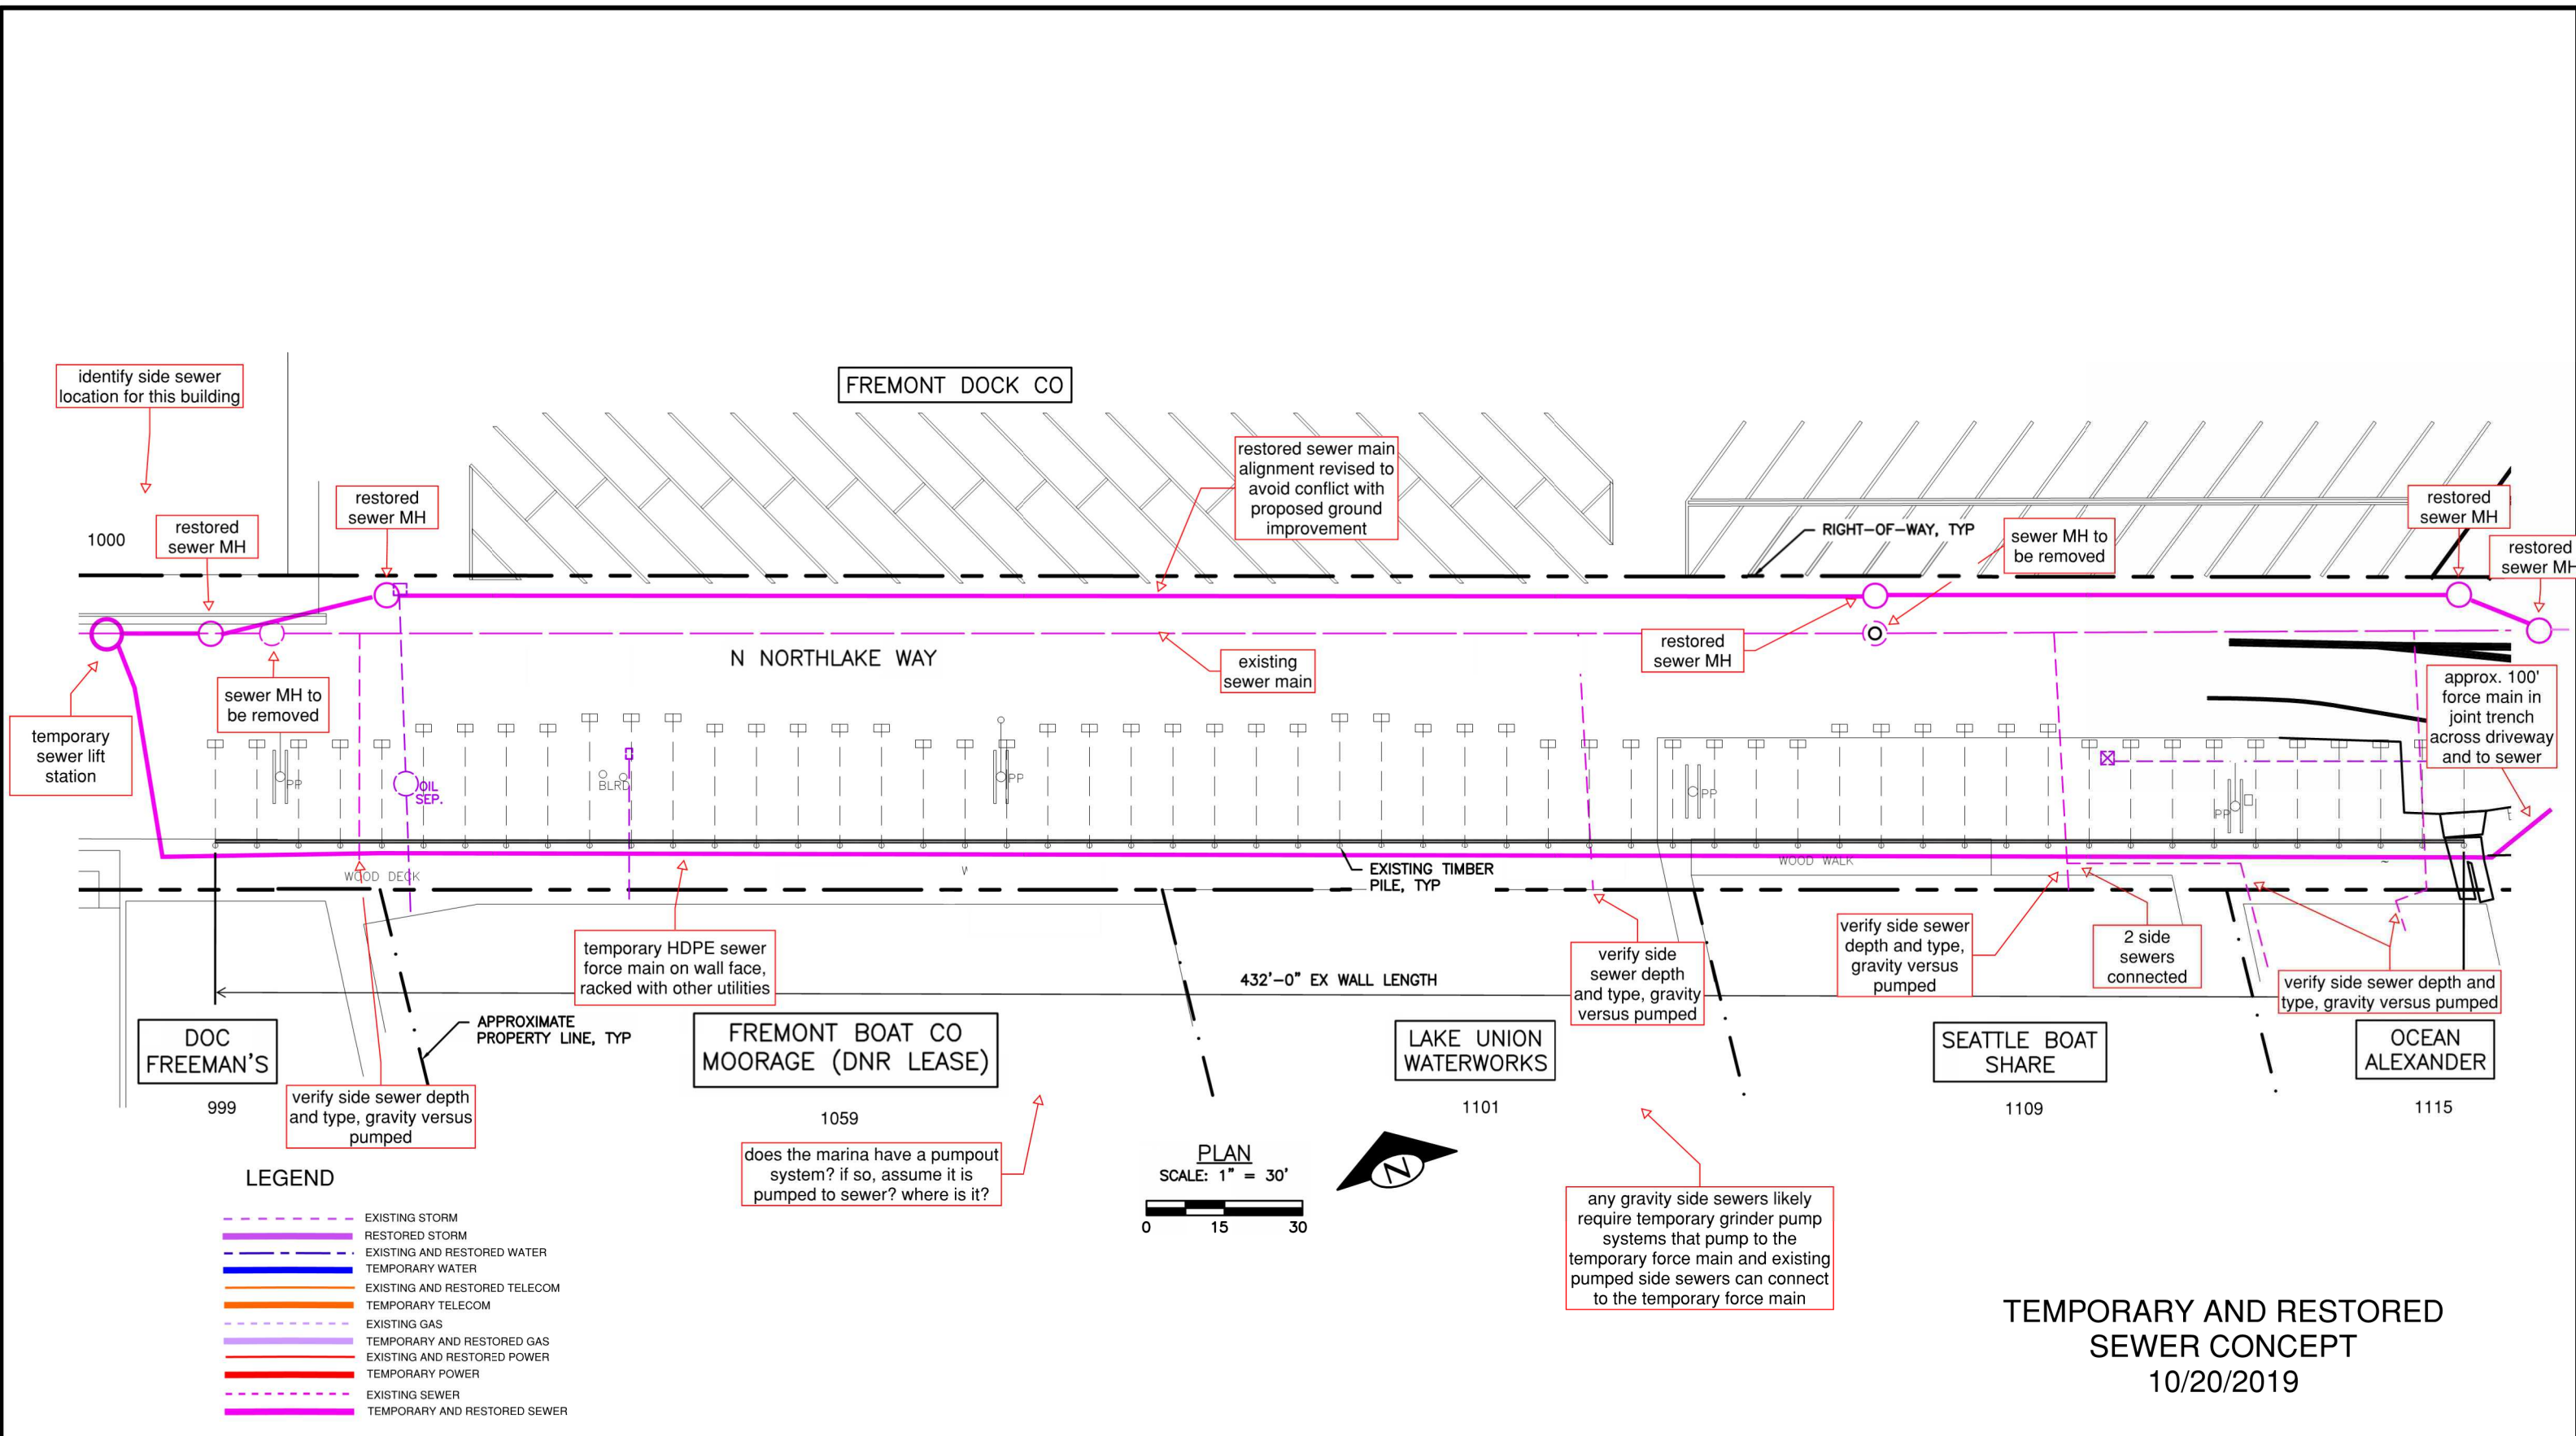 identify side sewer
location for this building
FREMONT DOCK CO
restored sewer main
alignment revised to
avoid conflict with
proposed ground
improvement
restored
sewer MH
restored
sewer MH
1000
restored
sewer MH
RIGHT-OF-WAY, TYP
sewer MH to
be removed
restored
sewer MH
N NORTHLAKE WAY
existing
sewer main
restored
sewer MH
sewer MH to
be removed
temporary
sewer lift
station
approx. 100'
force main in
joint trench
across driveway
and to sewer
PP
OIL
SEP.
BLRD
PP
PP
PP
WOOD DECK
W
EXISTING TIMBER
PILE, TYP
WOOD WALK
temporary HDPE sewer
force main on wall face,
racked with other utilities
432'-0" EX WALL LENGTH
verify side
sewer depth
and type, gravity
versus pumped
verify side sewer
depth and type,
gravity versus
pumped
2 side
sewers
connected
verify side sewer depth and
type, gravity versus pumped
DOC
FREEMAN'S
999
APPROXIMATE
PROPERTY LINE, TYP
FREMONT BOAT CO
MOORAGE (DNR LEASE)
1059
LAKE UNION
WATERWORKS
1101
SEATTLE BOAT
SHARE
1109
OCEAN
ALEXANDER
1115
verify side sewer depth
and type, gravity versus
pumped
does the marina have a pumpout
system? if so, assume it is
pumped to sewer? where is it?
PLAN
SCALE: 1" = 30'
0 15 30
N
any gravity side sewers likely
require temporary grinder pump
systems that pump to the
temporary force main and existing
pumped side sewers can connect
to the temporary force main
LEGEND
EXISTING STORM
RESTORED STORM
EXISTING AND RESTORED WATER
TEMPORARY WATER
EXISTING AND RESTORED TELECOM
TEMPORARY TELECOM
EXISTING GAS
TEMPORARY AND RESTORED GAS
EXISTING AND RESTORED POWER
TEMPORARY POWER
EXISTING SEWER
TEMPORARY AND RESTORED SEWER
TEMPORARY AND RESTORED
SEWER CONCEPT
10/20/2019